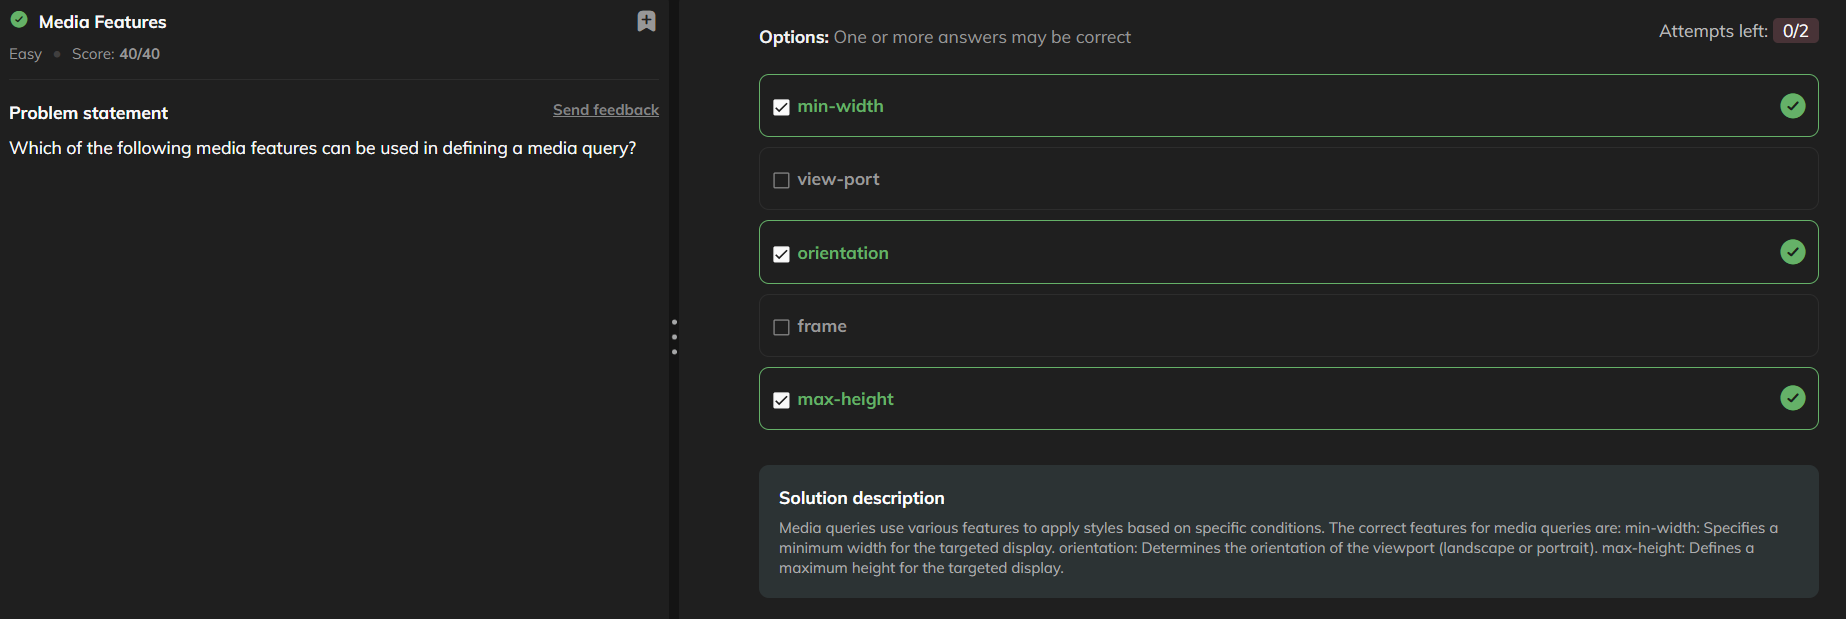 Media Features
Easy • Score: 40/40
Problem statement
Send feedback
Which of the following media features can be used in defining a media query?
Options: One or more answers may be correct
Attempts left: 0/2
min-width
view-port
orientation
frame
max-height
Solution description
Media queries use various features to apply styles based on specific conditions. The correct features for media queries are: min-width: Specifies a
minimum width for the targeted display. orientation: Determines the orientation of the viewport (landscape or portrait). max-height: Defines a
maximum height for the targeted display.